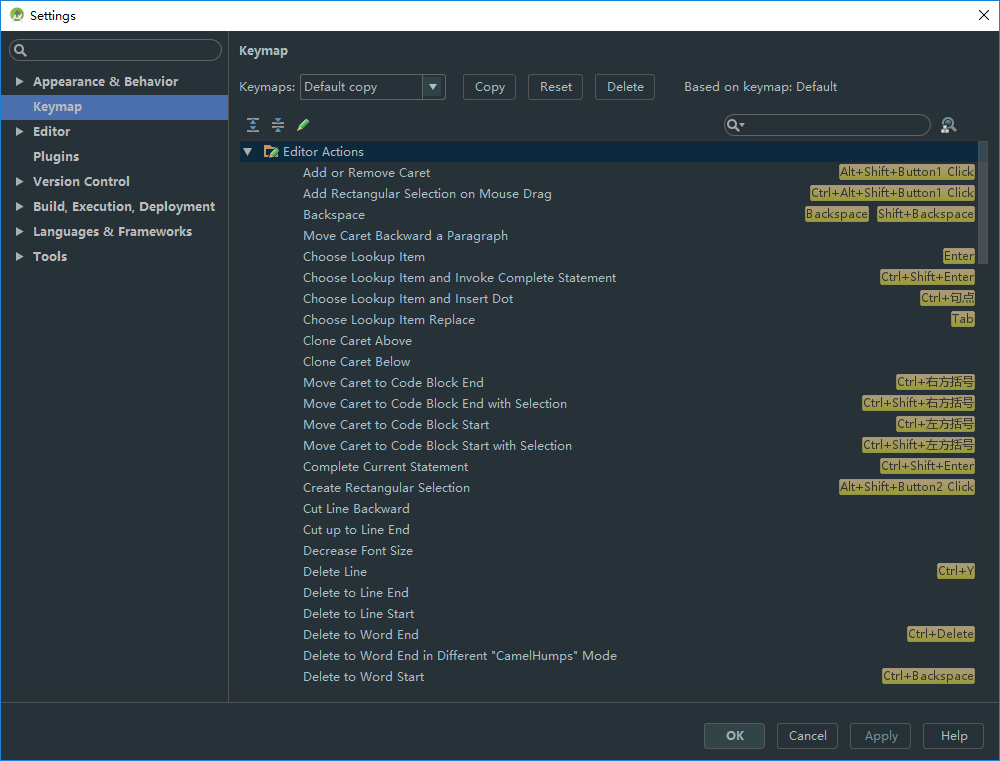 Settings
Appearance & Behavior
Keymap
Editor
Plugins
Version Control
Build, Execution, Deployment
Languages & Frameworks
Tools
Keymap
Keymaps: Default copy Copy Reset Delete Based on keymap: Default
Editor Actions
Add or Remove Caret Alt+Shift+Button1 Click
Add Rectangular Selection on Mouse Drag Ctrl+Alt+Shift+Button1 Click
Backspace Backspace Shift+Backspace
Move Caret Backward a Paragraph
Choose Lookup Item Enter
Choose Lookup Item and Invoke Complete Statement Ctrl+Shift+Enter
Choose Lookup Item and Insert Dot Ctrl+句点
Choose Lookup Item Replace Tab
Clone Caret Above
Clone Caret Below
Move Caret to Code Block End Ctrl+右方括号
Move Caret to Code Block End with Selection Ctrl+Shift+右方括号
Move Caret to Code Block Start Ctrl+左方括号
Move Caret to Code Block Start with Selection Ctrl+Shift+左方括号
Complete Current Statement Ctrl+Shift+Enter
Create Rectangular Selection Alt+Shift+Button2 Click
Cut Line Backward
Cut up to Line End
Decrease Font Size
Delete Line Ctrl+Y
Delete to Line End
Delete to Line Start
Delete to Word End Ctrl+Delete
Delete to Word End in Different "CamelHumps" Mode
Delete to Word Start Ctrl+Backspace
OK Cancel Apply Help